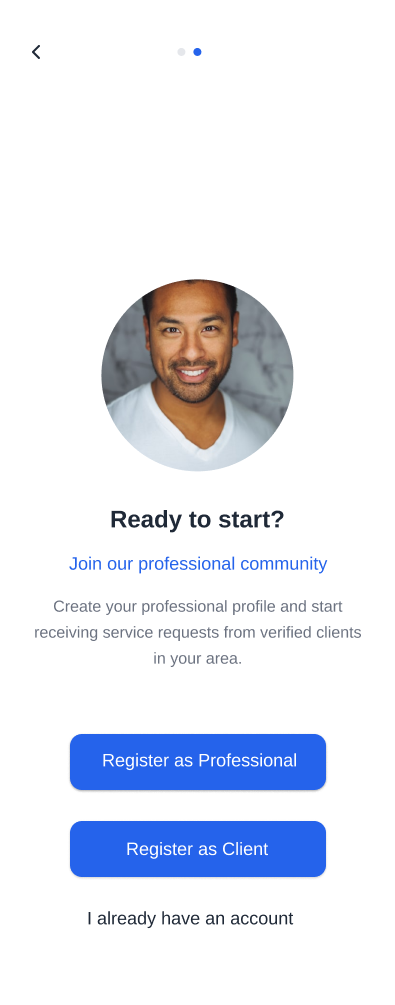 Ready to start?
Join our professional community
Create your professional profile and start
receiving service requests from verified clients
in your area.
Register as Professional
Register as Client
I already have an account